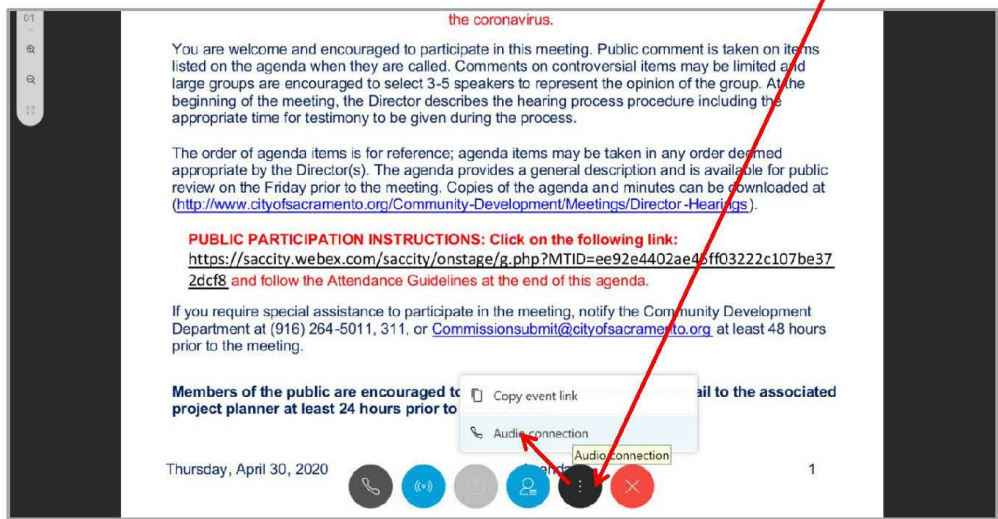 01
the coronavirus.
You are welcome and encouraged to participate in this meeting. Public comment is taken on items
listed on the agenda when they are called. Comments on controversial items may be limited and
large groups are encouraged to select 3-5 speakers to represent the opinion of the group. At the
beginning of the meeting, the Director describes the hearing process procedure including the
appropriate time for testimony to be given during the process.
The order of agenda items is for reference; agenda items may be taken in any order deemed
appropriate by the Director(s). The agenda provides a general description and is available for public
review on the Friday prior to the meeting. Copies of the agenda and minutes can be downloaded at
(http://www.cityofsacramento.org/Community-Development/Meetings/Director-Hearings).
PUBLIC PARTICIPATION INSTRUCTIONS: Click on the following link:
https://saccity.webex.com/saccity/onstage/g.php?MTID=ee92e4402ae45ff03222c107be37
2dcf8 and follow the Attendance Guidelines at the end of this agenda.
If you require special assistance to participate in the meeting, notify the Community Development
Department at (916) 264-5011, 311, or Commissionsubmit@cityofsacramento.org at least 48 hours
prior to the meeting.
Members of the public are encouraged to ail to the associated
project planner at least 24 hours prior to
Copy event link
Audio connection
Audio connection
Thursday, April 30, 2020 1